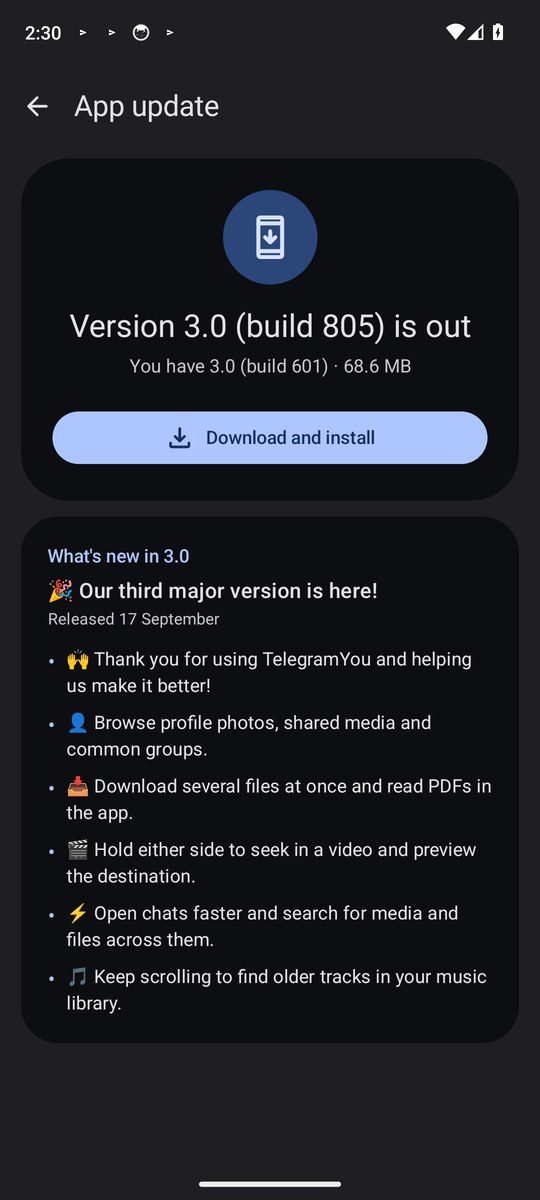 2:30
App update
Version 3.0 (build 805) is out
You have 3.0 (build 601) · 68.6 MB
Download and install
What's new in 3.0
🎉 Our third major version is here!
Released 17 September
• 🙌 Thank you for using TelegramYou and helping
us make it better!
• 👤 Browse profile photos, shared media and
common groups.
• 📥 Download several files at once and read PDFs in
the app.
• 🎬 Hold either side to seek in a video and preview
the destination.
• ⚡ Open chats faster and search for media and
files across them.
• 🎵 Keep scrolling to find older tracks in your music
library.